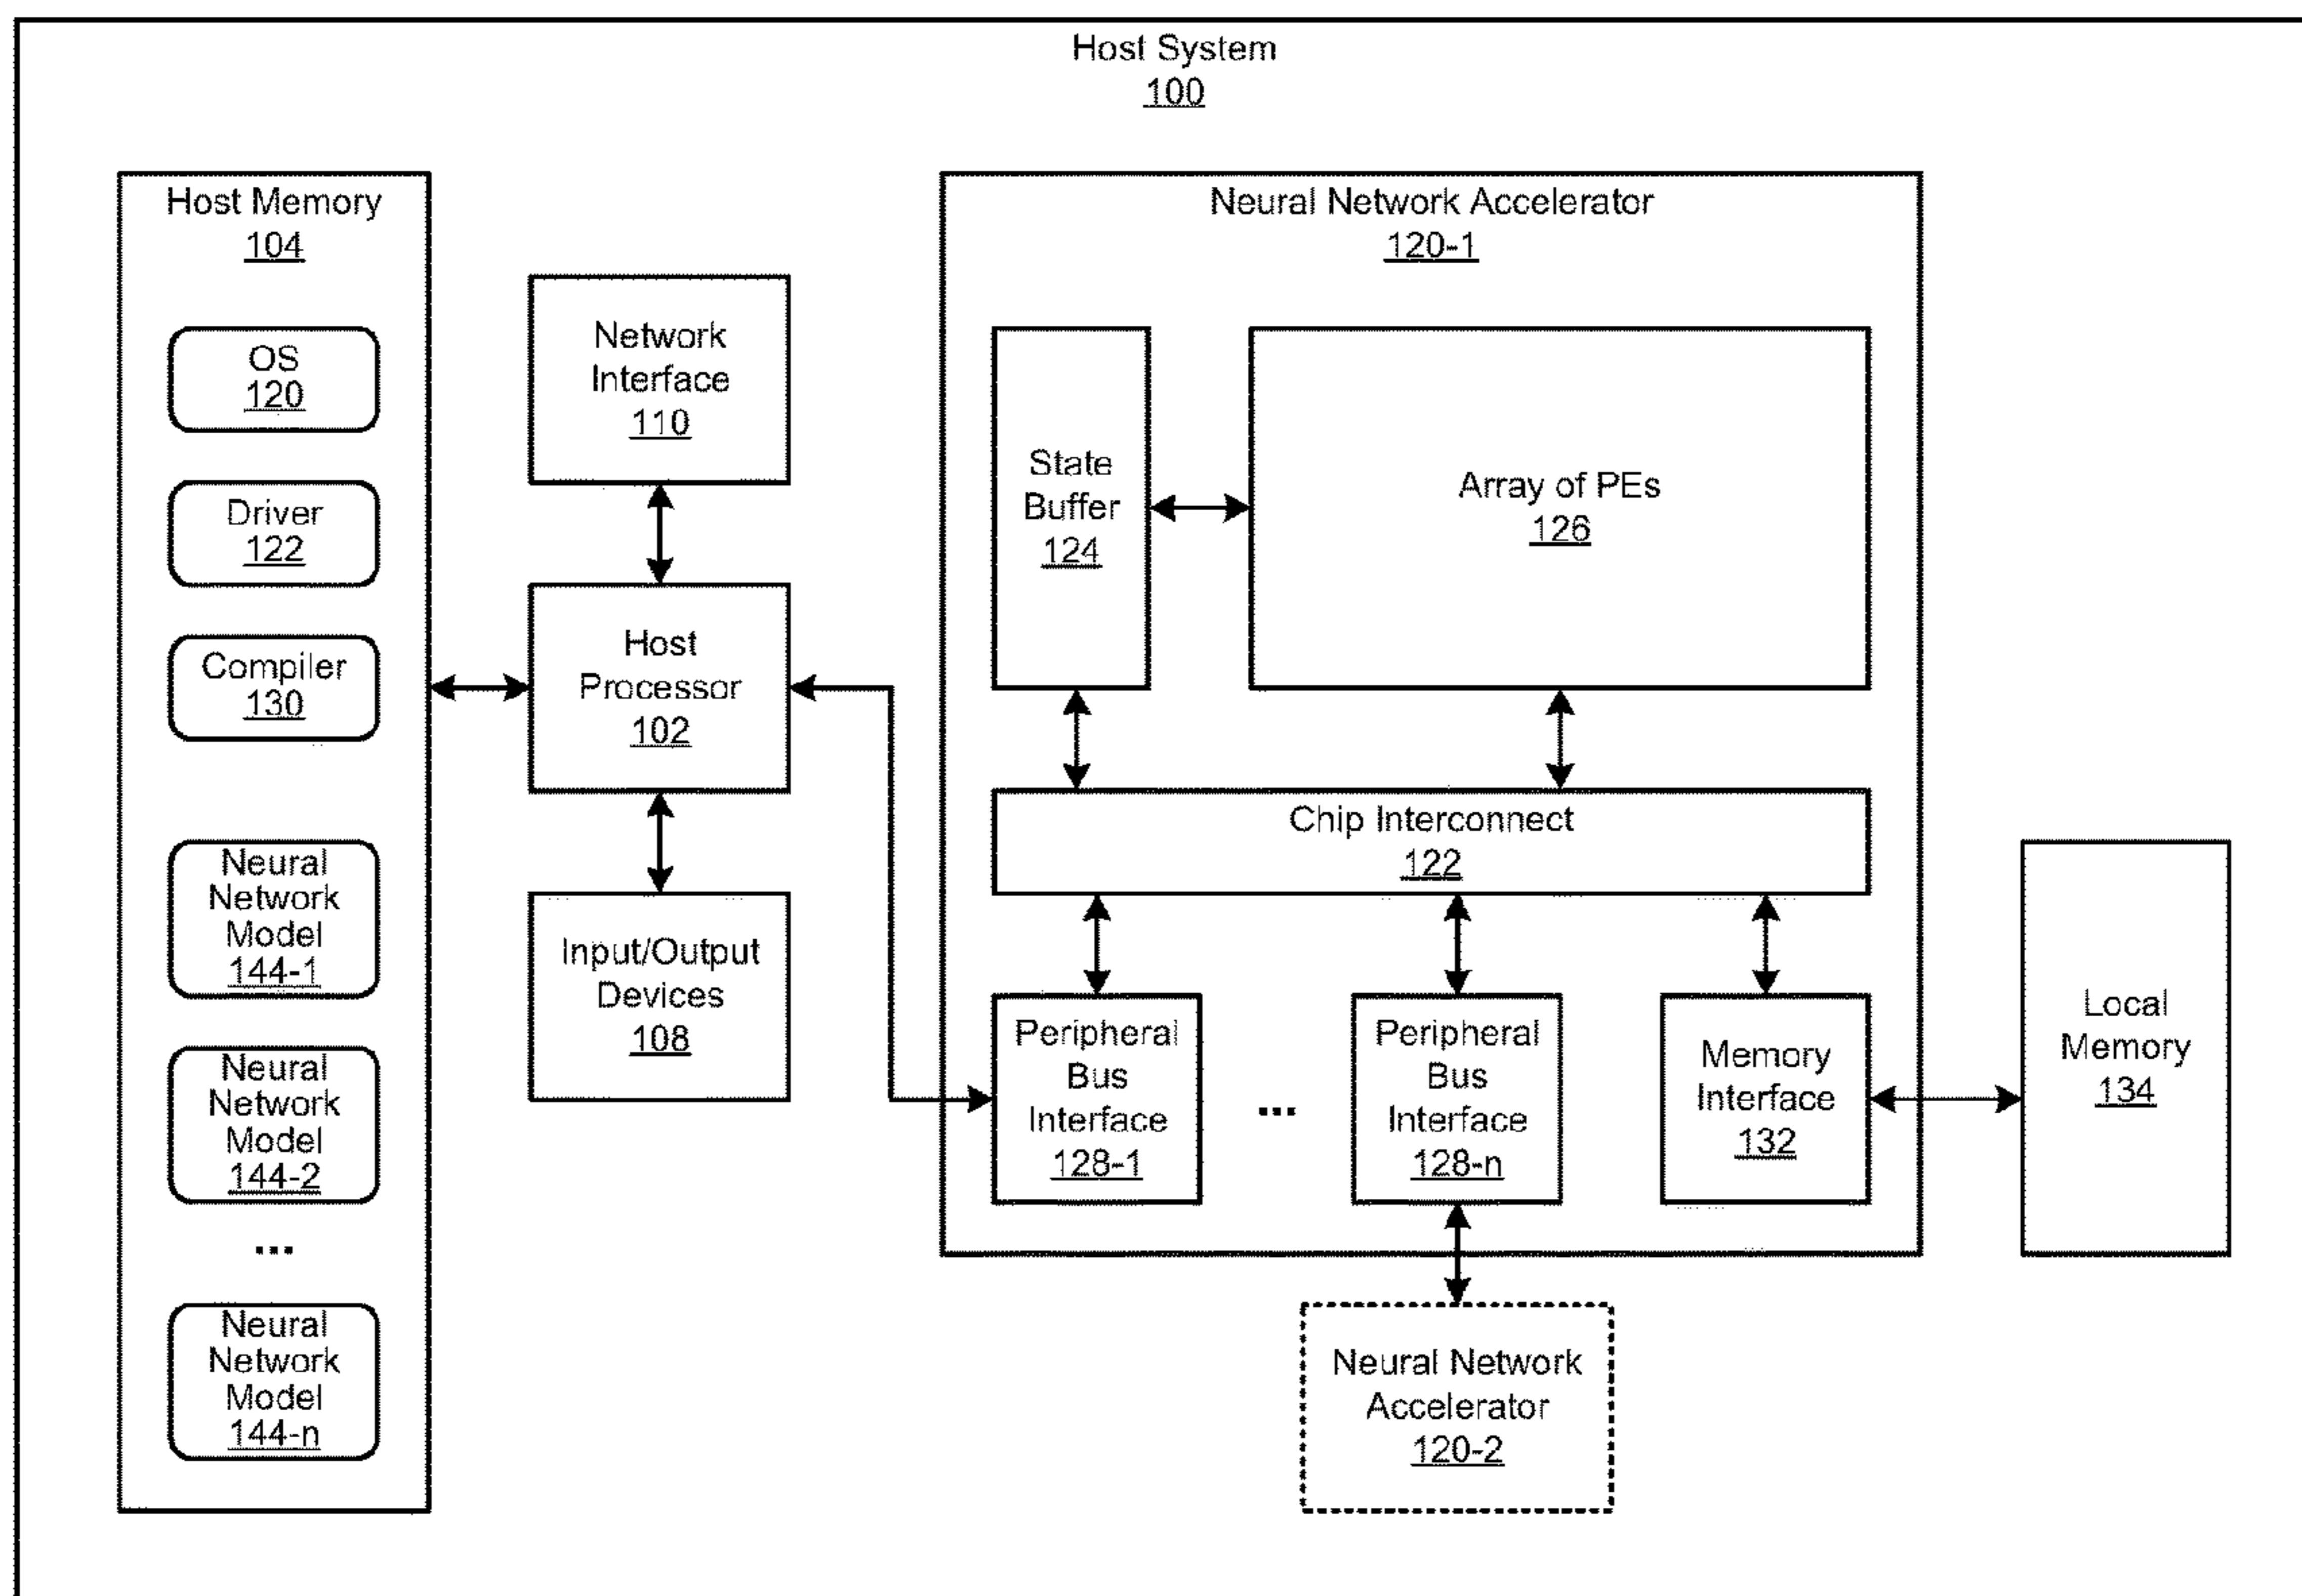 Host System
100
Host Memory
104
OS
120
Driver
122
Compiler
130
Neural
Network
Model
144-1
Neural
Network
Model
144-2
...
Neural
Network
Model
144-n
Network
Interface
110
Host
Processor
102
Input/Output
Devices
108
Neural Network Accelerator
120-1
State
Buffer
124
Array of PEs
126
Chip Interconnect
122
Peripheral
Bus
Interface
128-1
...
Peripheral
Bus
Interface
128-n
Memory
Interface
132
Local
Memory
134
Neural Network
Accelerator
120-2